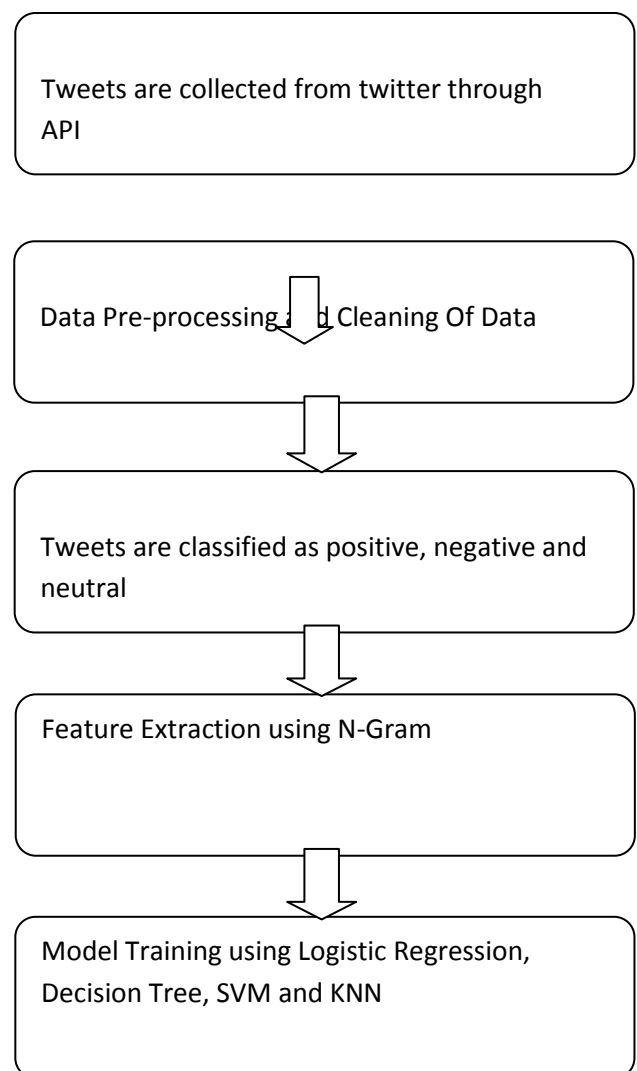 Tweets are collected from twitter through
API
Data Pre-processing and Cleaning Of Data
Tweets are classified as positive, negative and
neutral
Feature Extraction using N-Gram
Model Training using Logistic Regression,
Decision Tree, SVM and KNN